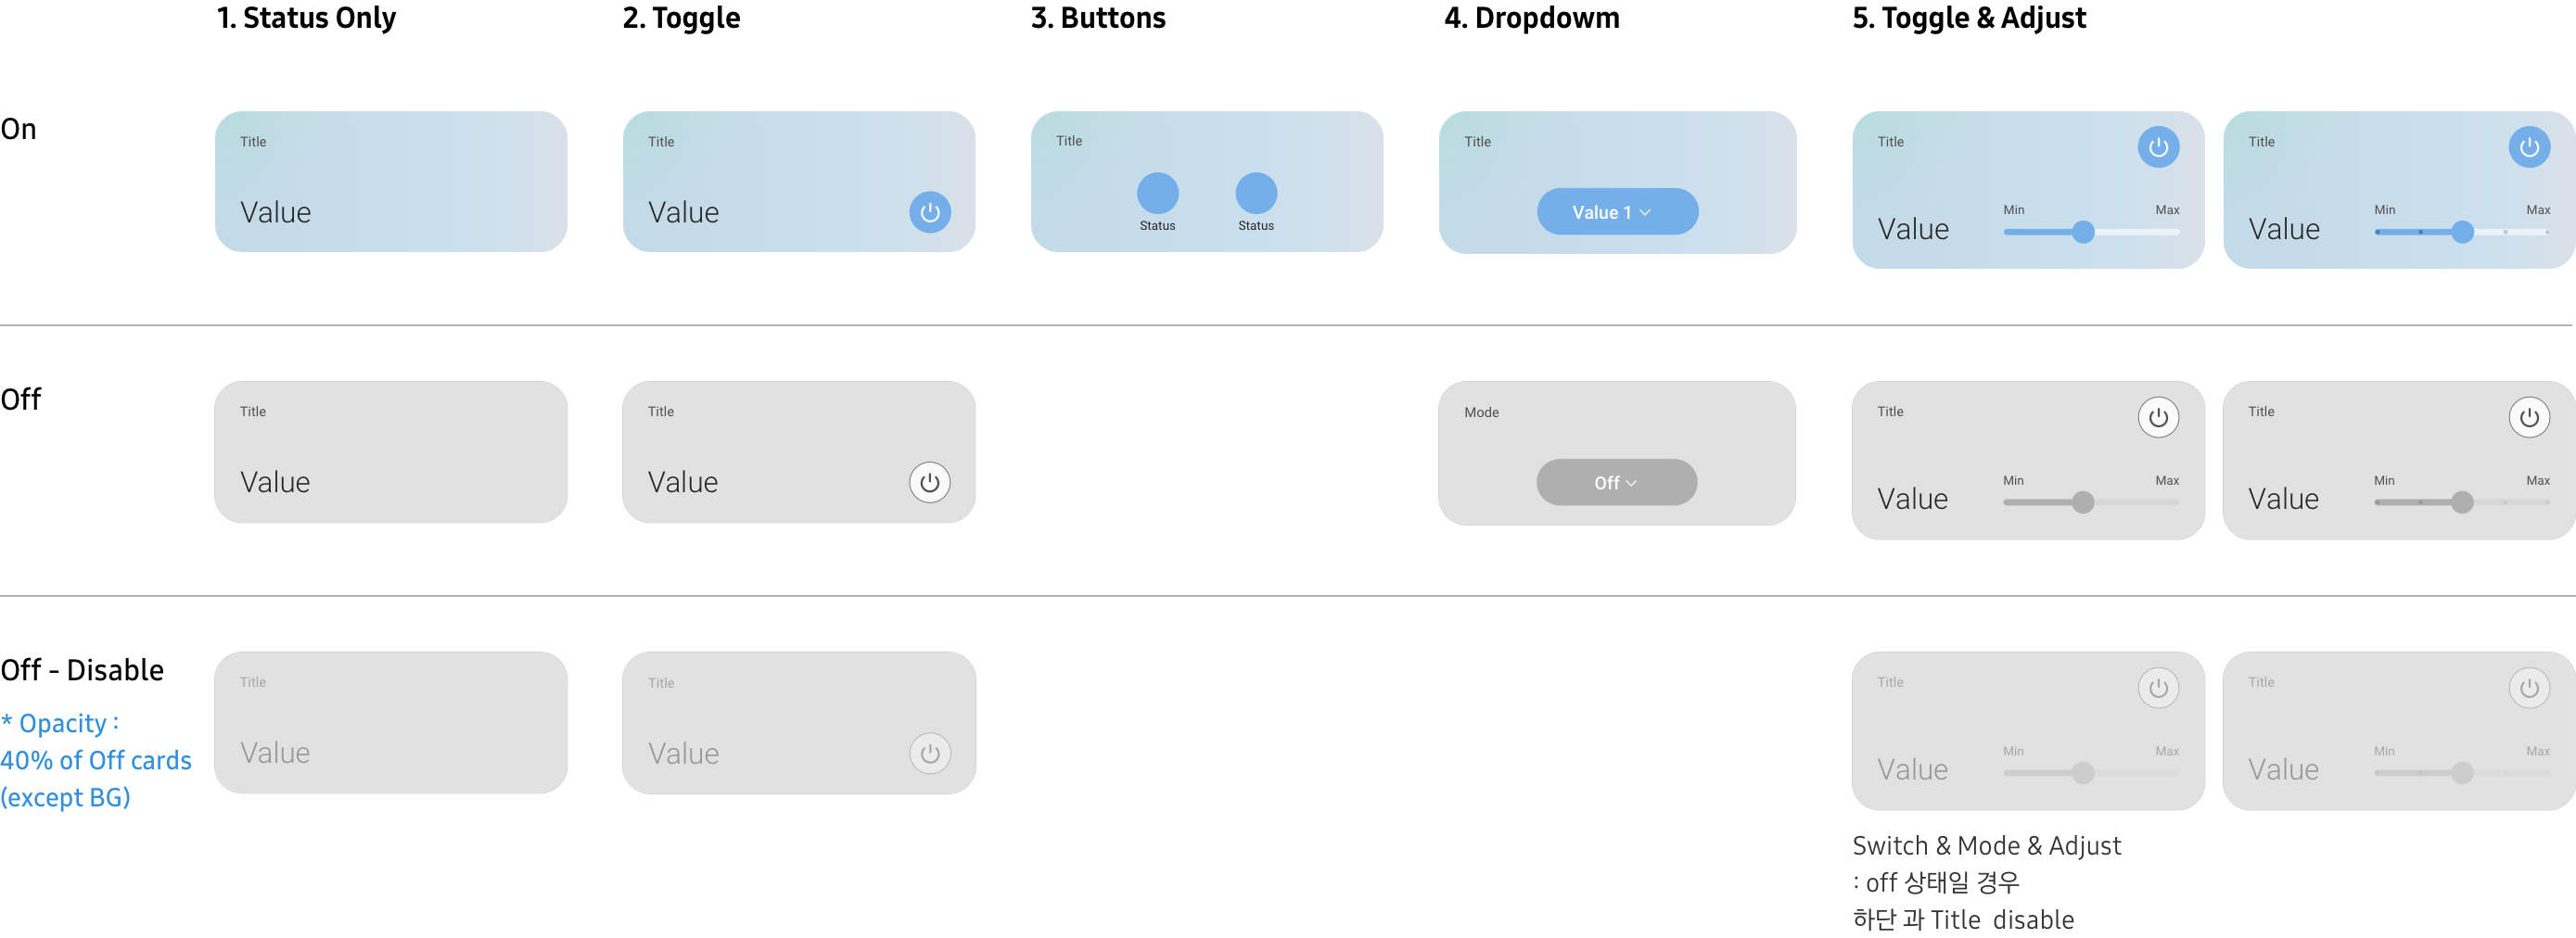 1. Status Only
2. Toggle
3. Buttons
4. Dropdowm
5. Toggle & Adjust
On
Title
Value
Title
Value
Title
Status
Status
Title
Value 1
Title
Value
Min
Max
Title
Value
Min
Max
Off
Title
Value
Title
Value
Mode
Off
Title
Value
Min
Max
Title
Value
Min
Max
Off - Disable
* Opacity :
40% of Off cards
(except BG)
Title
Value
Title
Value
Title
Value
Min
Max
Title
Value
Min
Max
Switch & Mode & Adjust
: off 상태일 경우
하단 과 Title disable